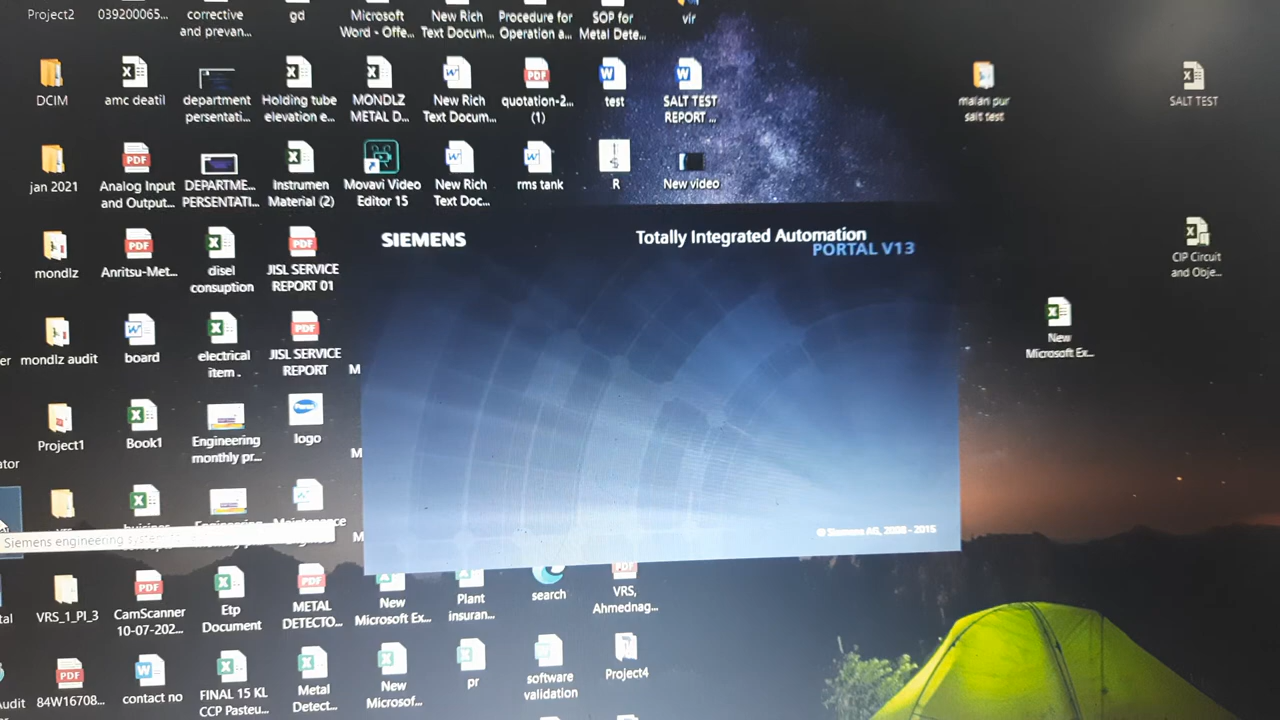 Project2
039200065...
corrective
and prevan...
gd
Microsoft
Word - Offe...
New Rich
Text Docum...
Procedure for
Operation a...
SOP for
Metal Dete...
vlr
DCIM
amc deatil
department
persentati...
Holding tube
elevation e...
MONDLZ
METAL D...
New Rich
Text Docum...
quotation-2...
(1)
test
SALT TEST
REPORT ...
malan pur
salt test
SALT TEST
jan 2021
Analog Input
and Output...
DEPARTME...
PERSENTATI...
Instrumen
Material (2)
Movavi Video
Editor 15
New Rich
Text Doc...
rms tank
R
New video
SIEMENS
Totally Integrated Automation
PORTAL V13
mondlz
Anritsu-Met...
disel
consuption
JISL SERVICE
REPORT 01
CIP Circuit
and Obje...
New
Microsoft Ex...
er
mondlz audit
board
electrical
item .
JISL SERVICE
REPORT
M
Project1
Book1
Engineering
monthly pr...
logo
M
ator
Siemens engineering
M
© Siemens AG, 2008 - 2015
tal
VRS_1_PI_3
CamScanner
10-07-202...
Etp
Document
METAL
DETECTO...
New
Microsoft Ex...
Plant
insuran...
search
VRS,
Ahmednag...
Audit
84W16708...
contact no
FINAL 15 KL
CCP Pasteu...
Metal
Detect...
New
Microsof...
pr
software
validation
Project4